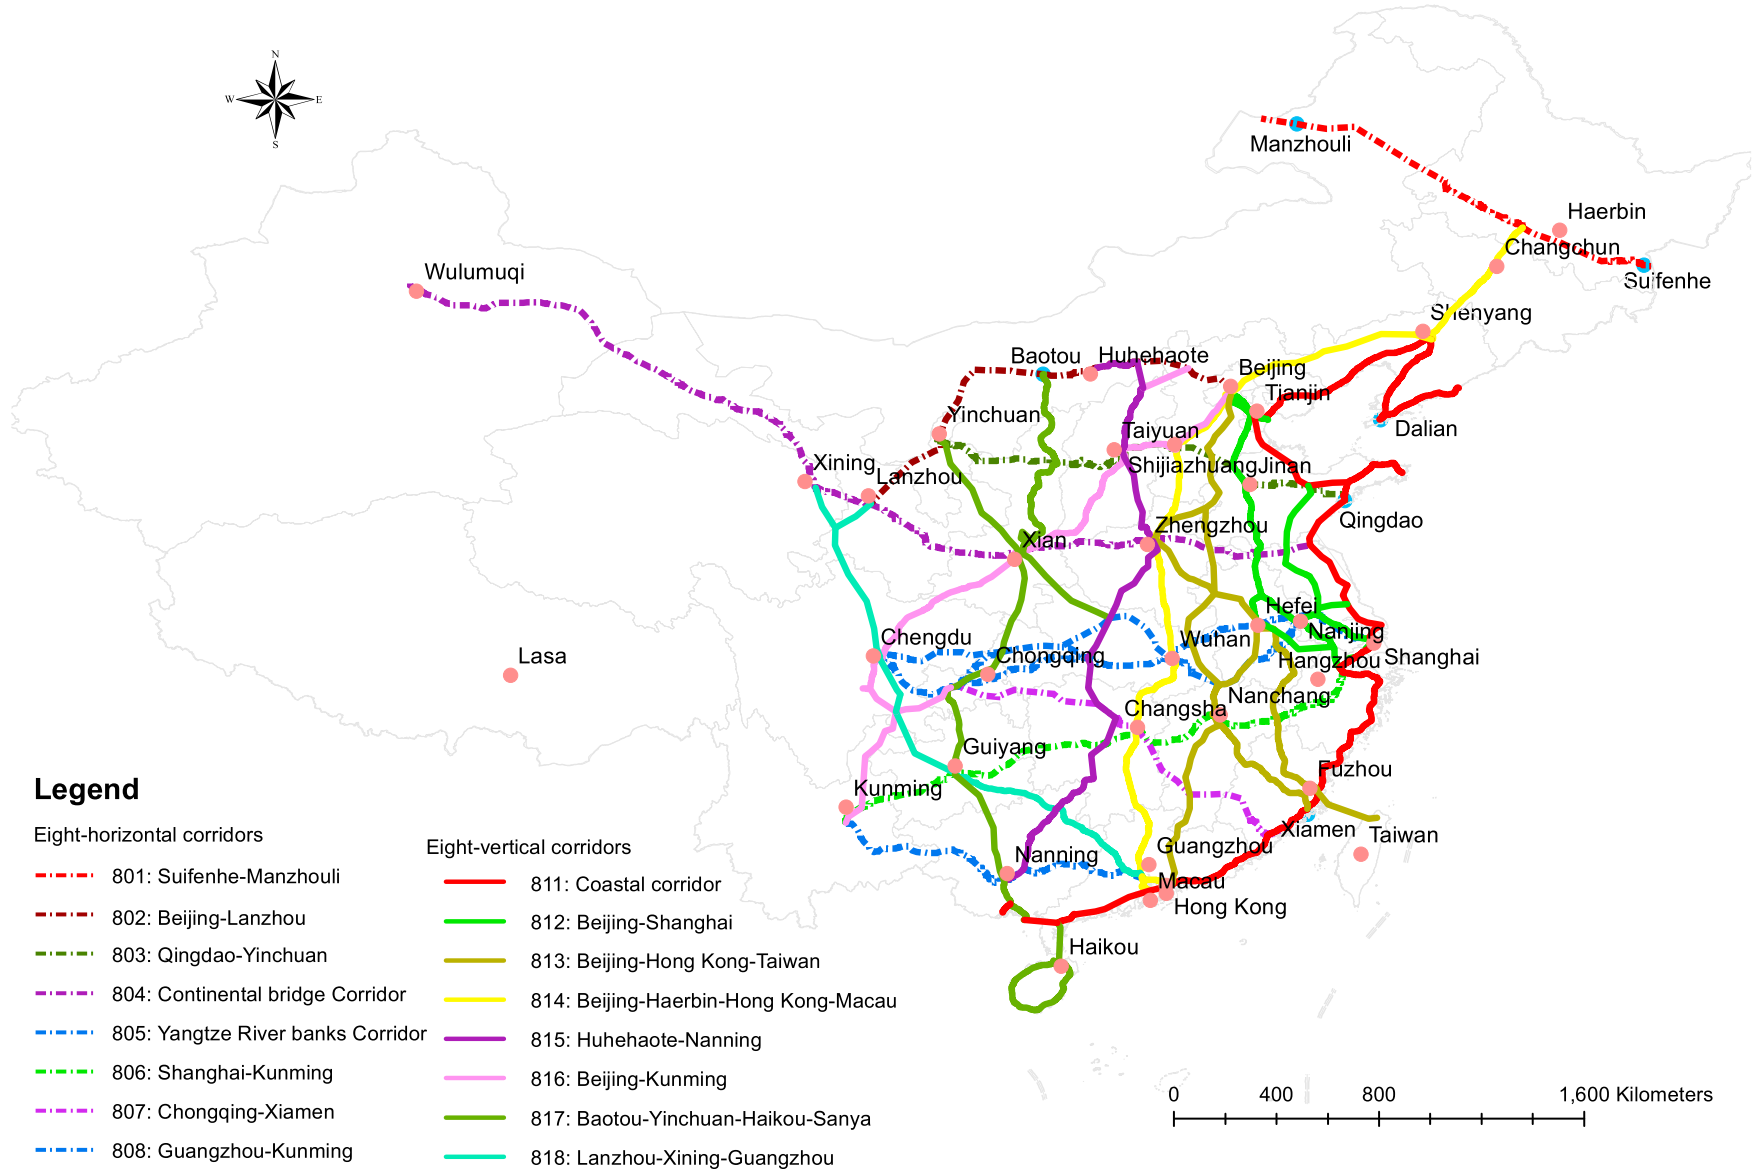 N
W E
S
Manzhouli
Haerbin
Changchun
Suifenhe
Wulumuqi
Shenyang
Baotou Huhehaote
Beijing
Tianjin
Yinchuan
Taiyuan
Dalian
Xining
Lanzhou
Shijiazhuang Jinan
Qingdao
Zhengzhou
Xian
Hefei
Nanjing
Wuhan
Chengdu
Lasa
Chongqing
Hangzhou Shanghai
Nanchang
Changsha
Guiyang
Fuzhou
Kunming
Xiamen Taiwan
Nanning
Guangzhou
Macau
Hong Kong
Haikou
Legend
Eight-horizontal corridors
801: Suifenhe-Manzhouli
802: Beijing-Lanzhou
803: Qingdao-Yinchuan
804: Continental bridge Corridor
805: Yangtze River banks Corridor
806: Shanghai-Kunming
807: Chongqing-Xiamen
808: Guangzhou-Kunming
Eight-vertical corridors
811: Coastal corridor
812: Beijing-Shanghai
813: Beijing-Hong Kong-Taiwan
814: Beijing-Haerbin-Hong Kong-Macau
815: Huhehaote-Nanning
816: Beijing-Kunming
817: Baotou-Yinchuan-Haikou-Sanya
818: Lanzhou-Xining-Guangzhou
0 400 800 1,600 Kilometers